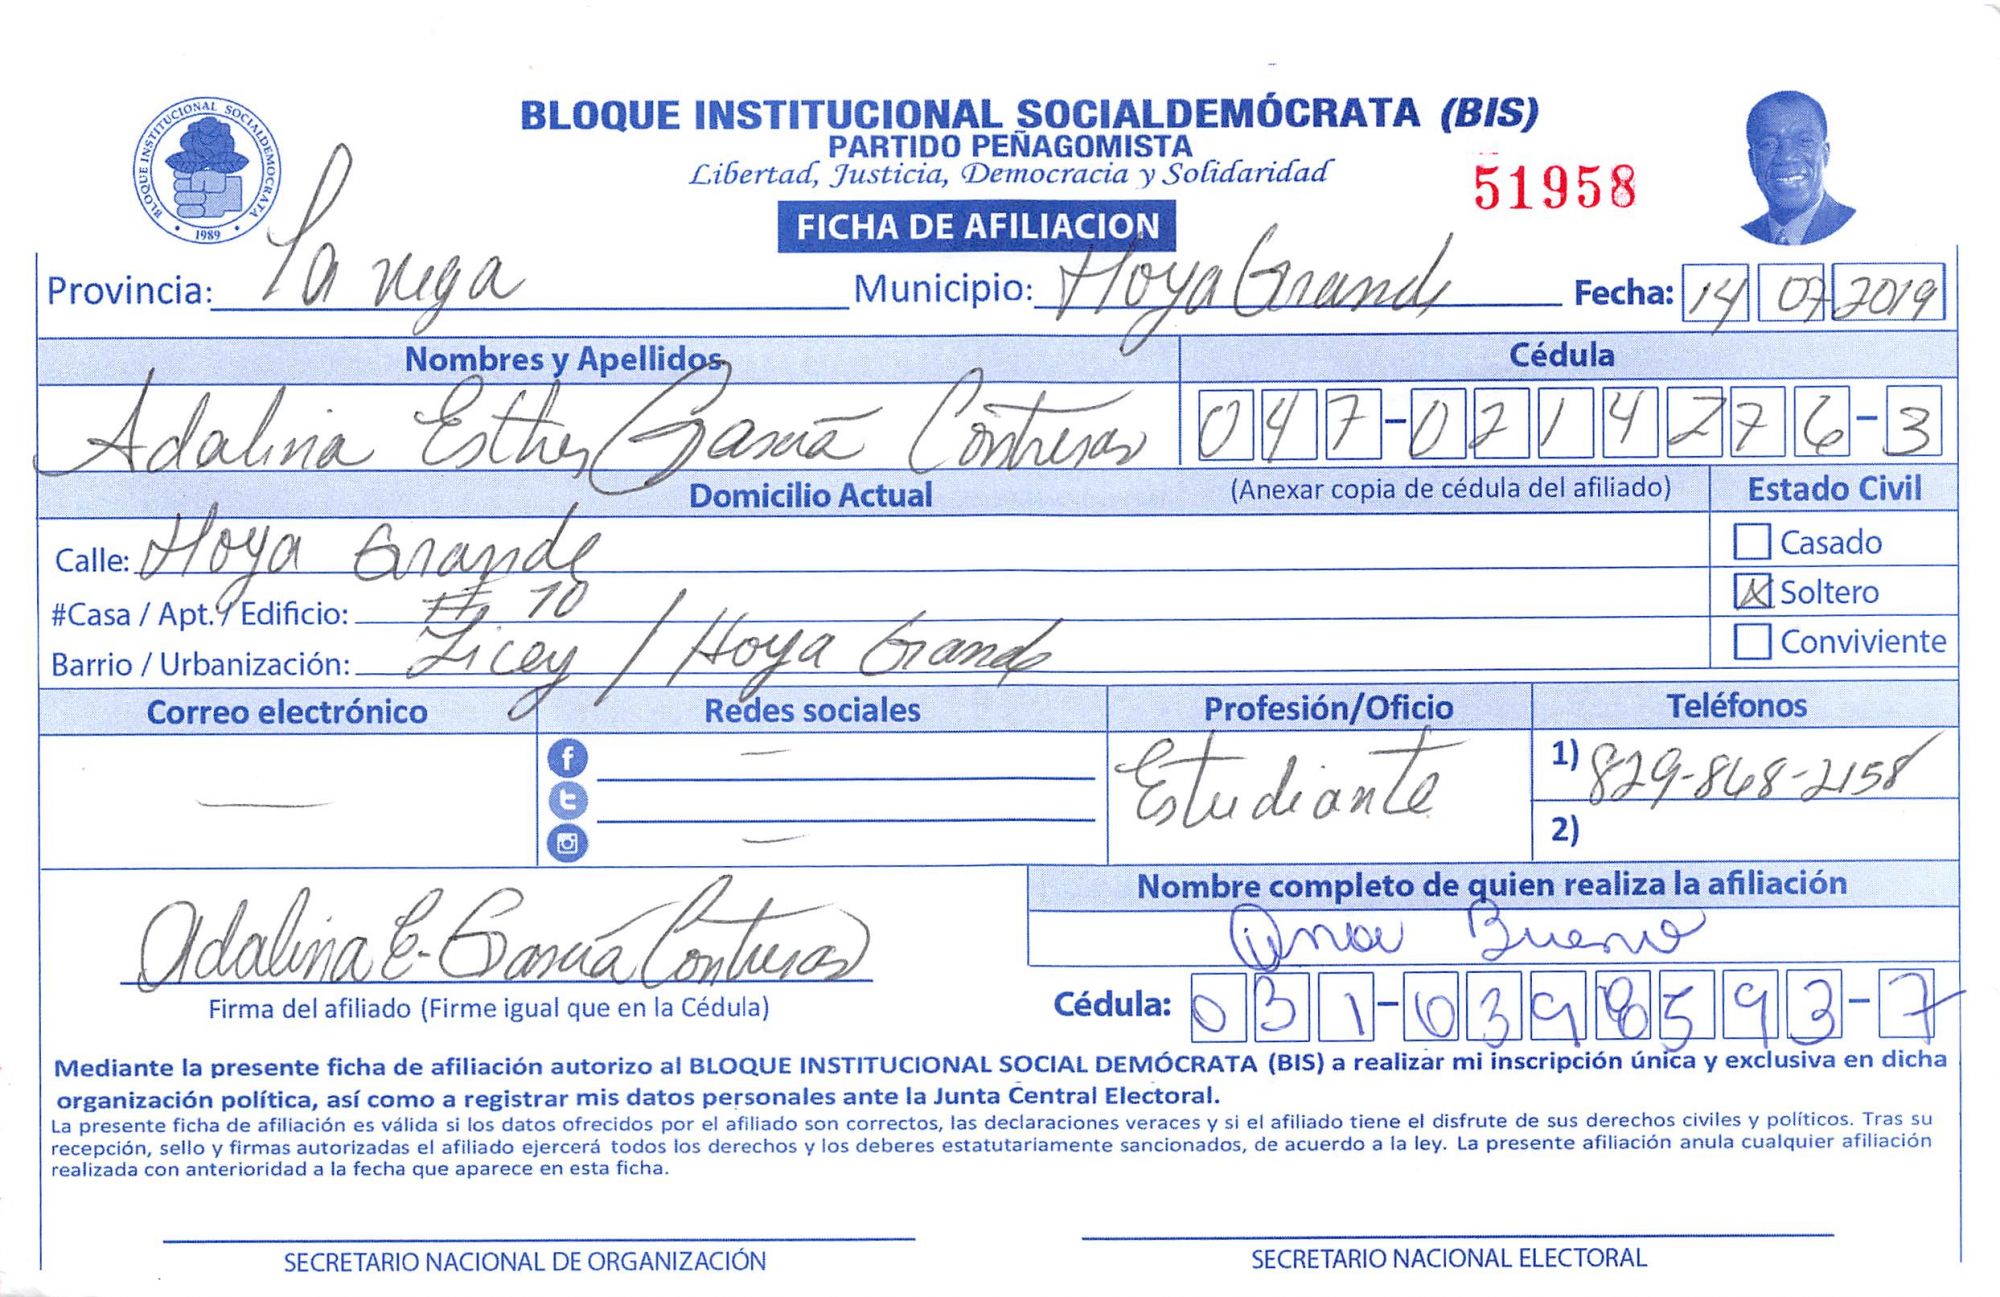 BLOQUE INSTITUCIONAL SOCIALDEMÓCRATA (BIS)
PARTIDO PEÑAGOMISTA
Libertad, Justicia, Democracia y Solidaridad
51958
BLOQUE INSTITUCIONAL SOCIALDEMOCRATA
1989
FICHA DE AFILIACION
Provincia: La vega Municipio: Hoya Grande Fecha: 14 07 2019
Nombres y Apellidos Cédula
Adalina Esther García Contreras 047-0214276-3
Domicilio Actual (Anexar copia de cédula del afiliado) Estado Civil
Calle: Hoya Grande Casado
#Casa / Apt. / Edificio: # 10 X Soltero
Barrio / Urbanización: Licey / Hoya Grande Conviviente
Correo electrónico Redes sociales Profesión/Oficio Teléfonos
— — Estudiante 1) 829-868-2158
— 2)
Nombre completo de quien realiza la afiliación
Adalina E. García Contreras Bueno
Firma del afiliado (Firme igual que en la Cédula) Cédula: 031-0398593-7
Mediante la presente ficha de afiliación autorizo al BLOQUE INSTITUCIONAL SOCIAL DEMÓCRATA (BIS) a realizar mi inscripción única y exclusiva en dicha
organización política, así como a registrar mis datos personales ante la Junta Central Electoral.
La presente ficha de afiliación es válida si los datos ofrecidos por el afiliado son correctos, las declaraciones veraces y si el afiliado tiene el disfrute de sus derechos civiles y políticos. Tras su
recepción, sello y firmas autorizadas el afiliado ejercerá todos los derechos y los deberes estatutariamente sancionados, de acuerdo a la ley. La presente afiliación anula cualquier afiliación
realizada con anterioridad a la fecha que aparece en esta ficha.
SECRETARIO NACIONAL DE ORGANIZACIÓN SECRETARIO NACIONAL ELECTORAL